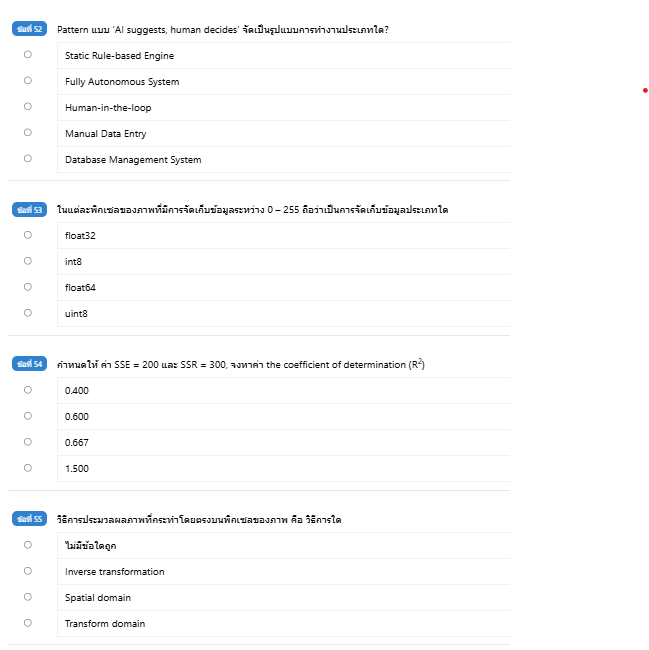 ข้อที่ 52 Pattern แบบ 'AI suggests, human decides' จัดเป็นรูปแบบการทำงานประเภทใด?
Static Rule-based Engine
Fully Autonomous System
Human-in-the-loop
Manual Data Entry
Database Management System
ข้อที่ 53 ในแต่ละพิกเซลของภาพที่มีการจัดเก็บข้อมูลระหว่าง 0 – 255 ถือว่าเป็นการจัดเก็บข้อมูลประเภทใด
float32
int8
float64
uint8
ข้อที่ 54 กำหนดให้ ค่า SSE = 200 และ SSR = 300, จงหาค่า the coefficient of determination (R²)
0.400
0.600
0.667
1.500
ข้อที่ 55 วิธีการประมวลผลภาพที่กระทำโดยตรงบนพิกเซลของภาพ คือ วิธีการใด
ไม่มีข้อใดถูก
Inverse transformation
Spatial domain
Transform domain